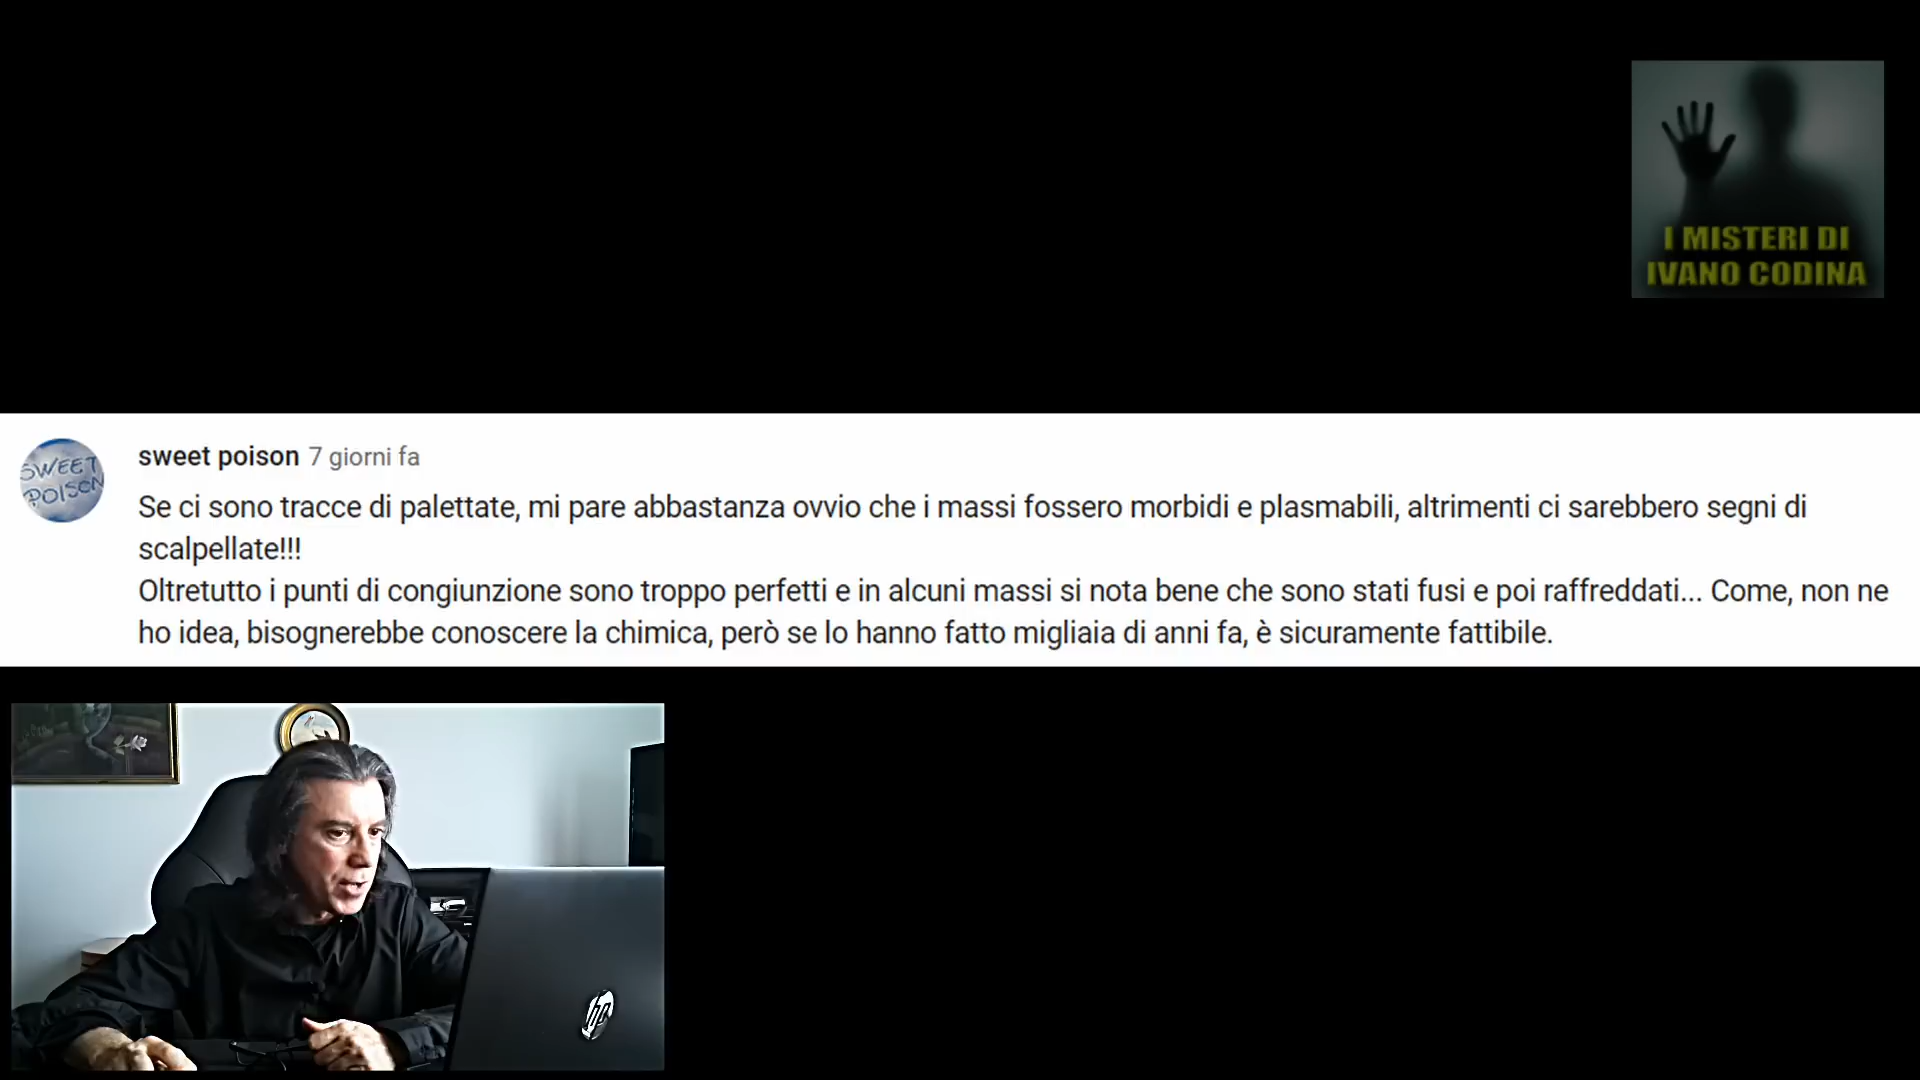 I MISTERI DI
IVANO CODINA
SWEET
POISON
sweet poison 7 giorni fa
Se ci sono tracce di palettate, mi pare abbastanza ovvio che i massi fossero morbidi e plasmabili, altrimenti ci sarebbero segni di
scalpellate!!!
Oltretutto i punti di congiunzione sono troppo perfetti e in alcuni massi si nota bene che sono stati fusi e poi raffreddati... Come, non ne
ho idea, bisognerebbe conoscere la chimica, però se lo hanno fatto migliaia di anni fa, è sicuramente fattibile.
hp